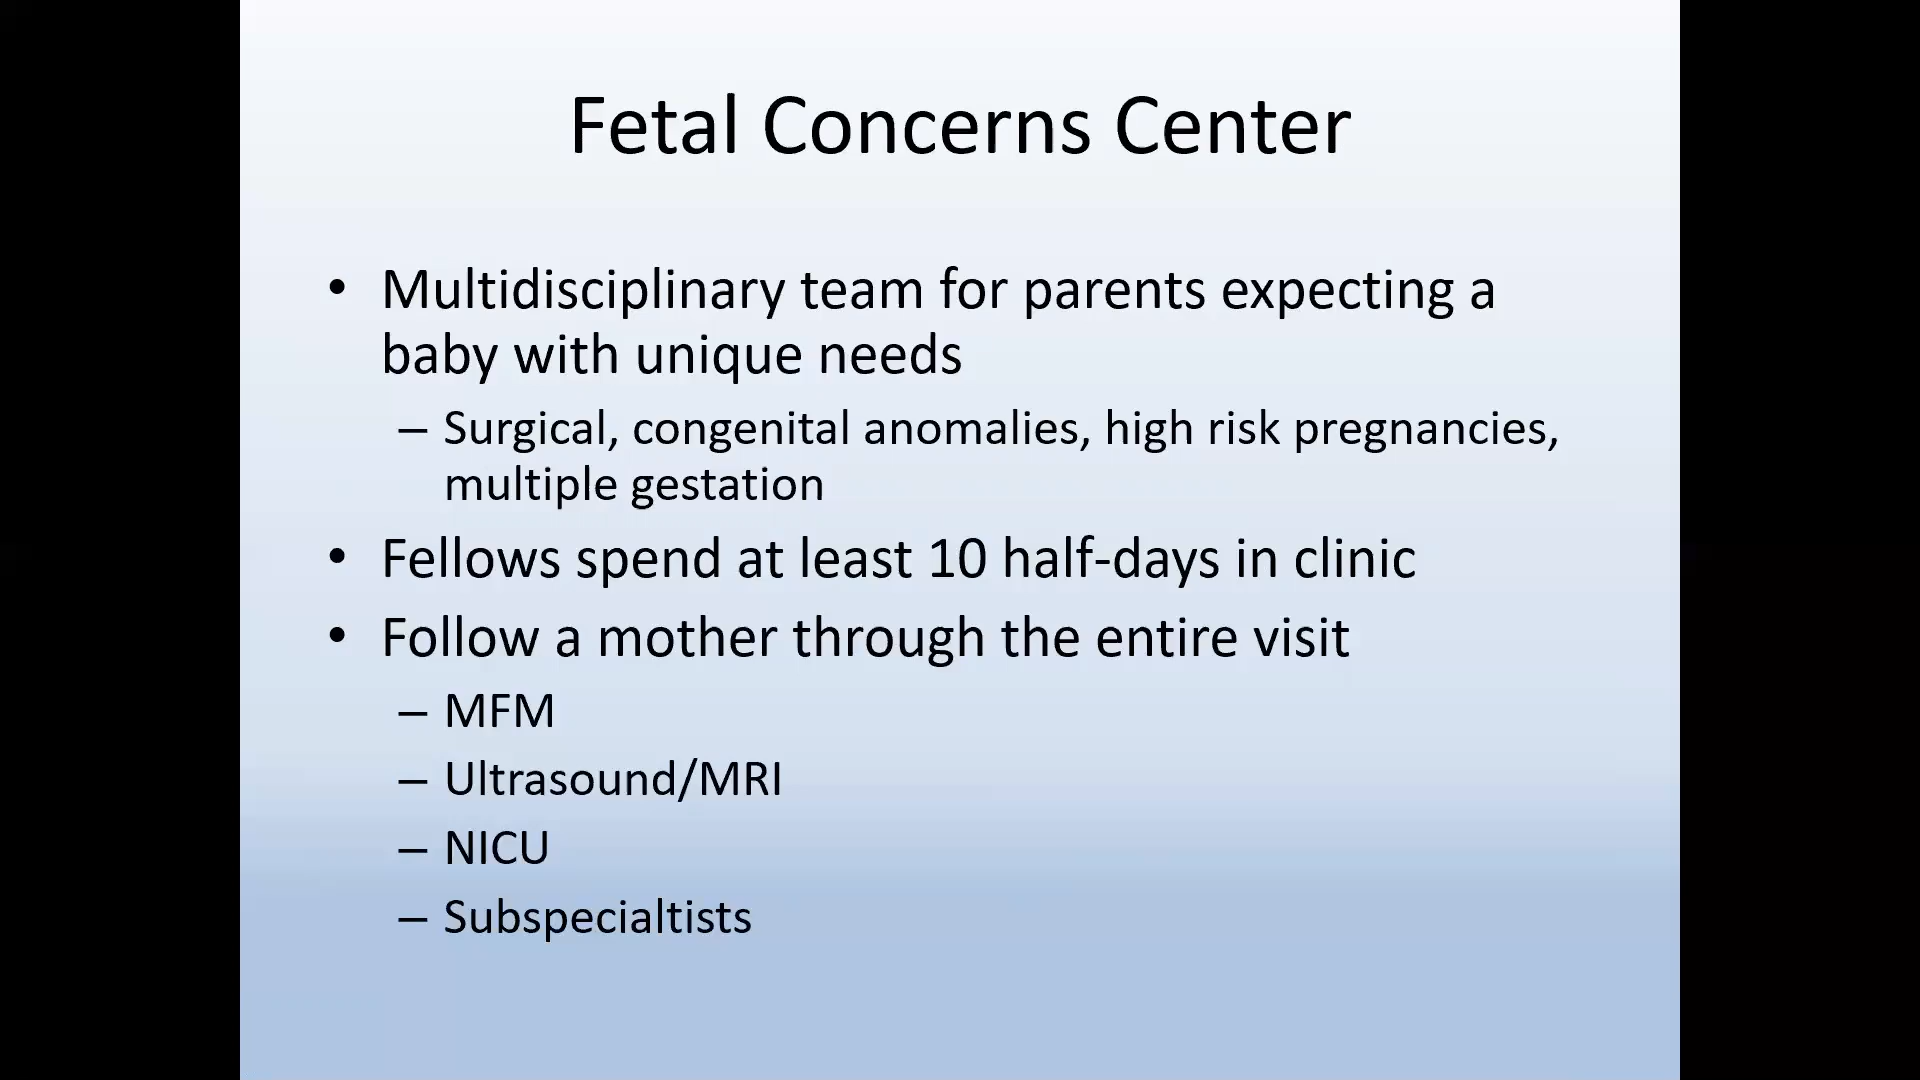 Fetal Concerns Center
• Multidisciplinary team for parents expecting a
baby with unique needs
– Surgical, congenital anomalies, high risk pregnancies,
multiple gestation
• Fellows spend at least 10 half-days in clinic
• Follow a mother through the entire visit
– MFM
– Ultrasound/MRI
– NICU
– Subspecialtists